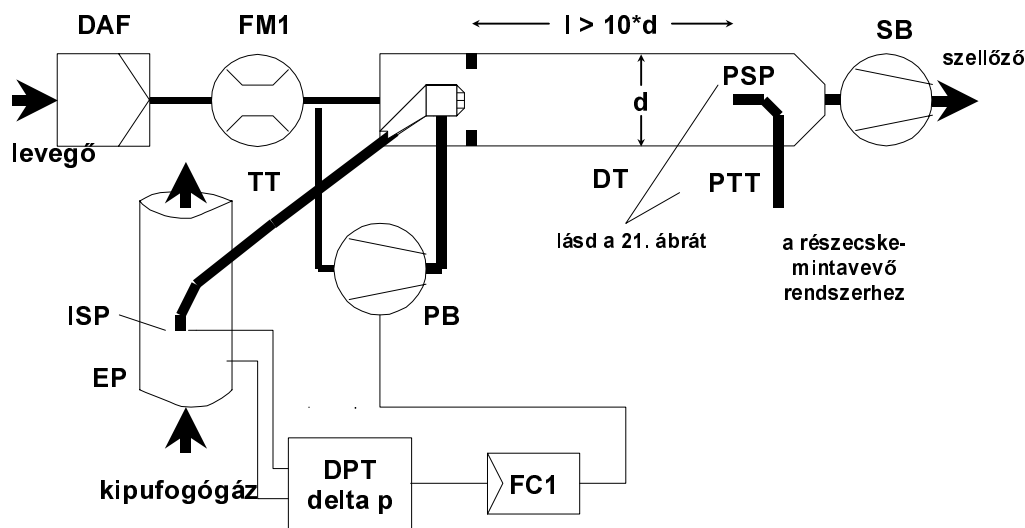 DAF
FM1
l > 10*d
SB
szellőző
levegő
d
PSP
TT
DT
PTT
lásd a 21. ábrát
a részecske-
mintavevő
rendszerhez
ISP
PB
EP
kipufogógáz
DPT
delta p
FC1